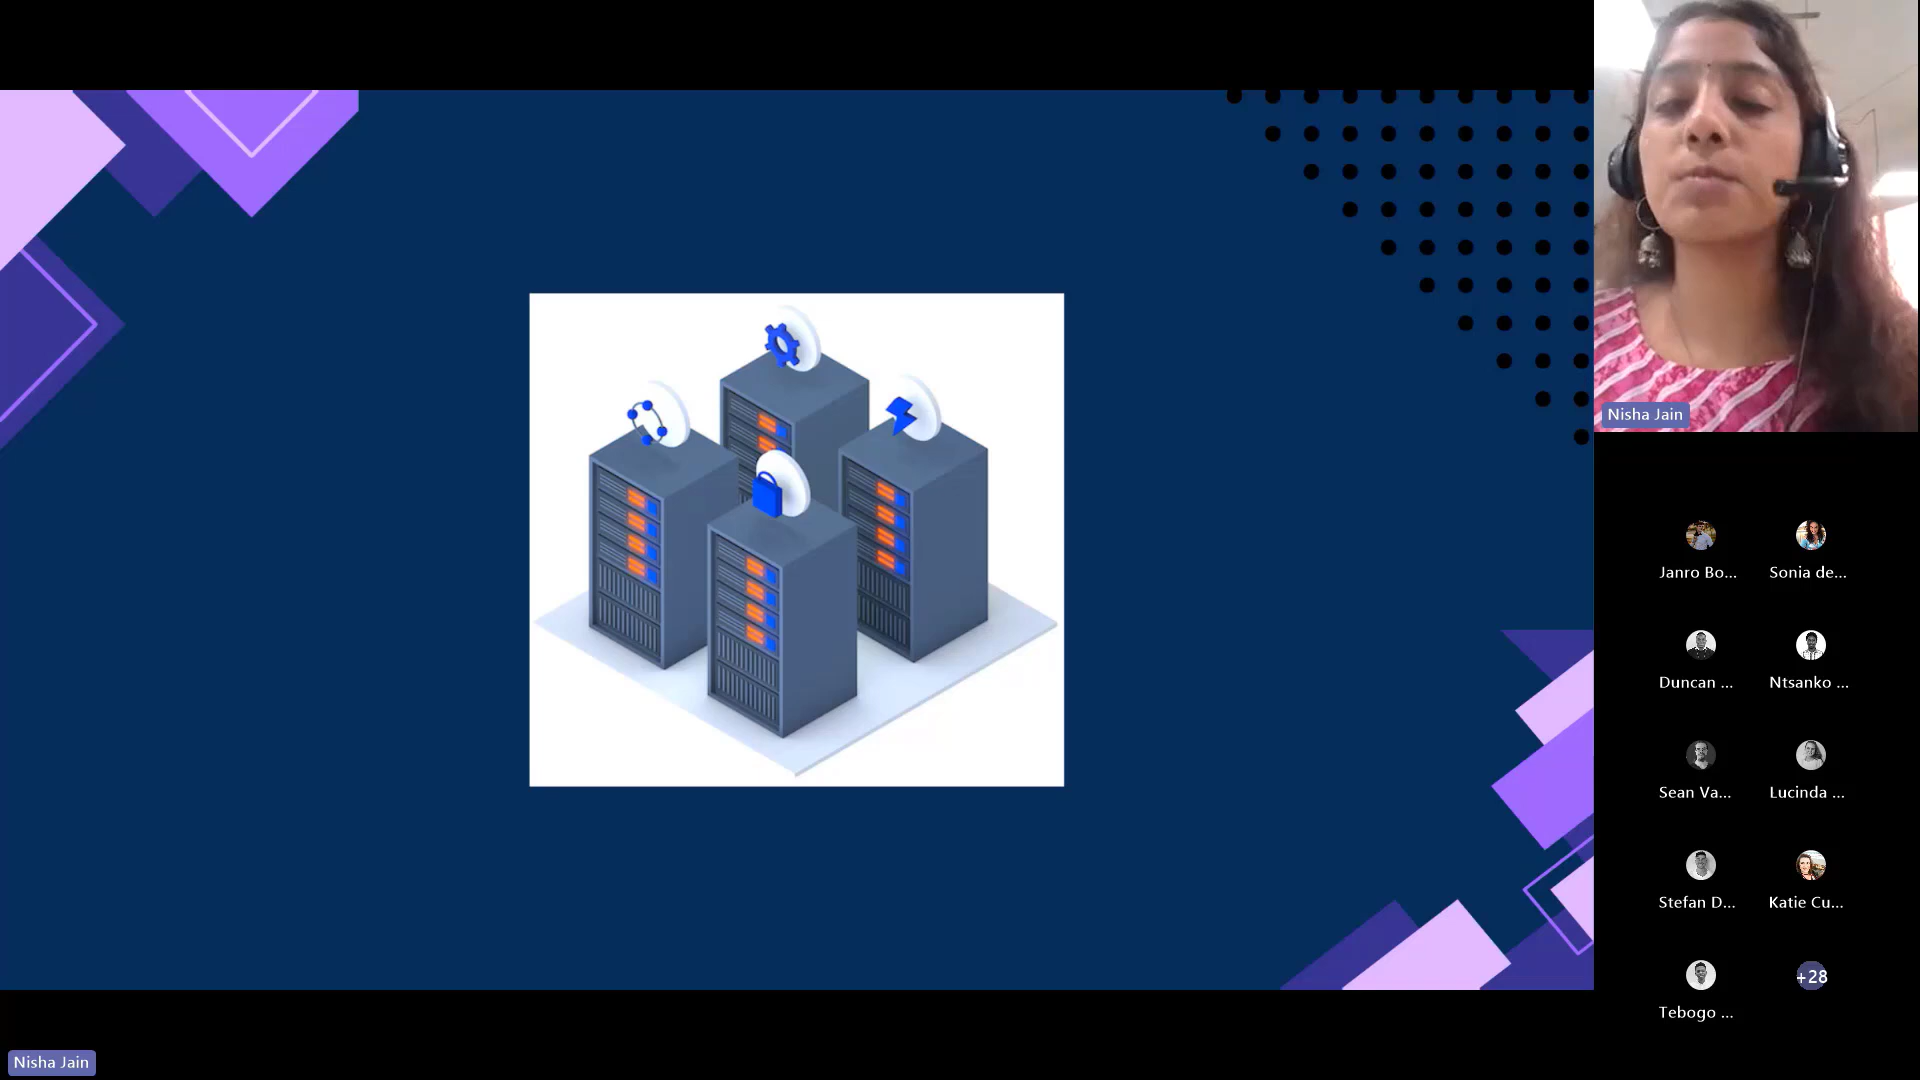 Nisha Jain
Janro Bo...
Sonia de...
Duncan ...
Ntsanko ...
Sean Va...
Lucinda ...
Stefan D...
Katie Cu...
Tebogo ...
+28
Nisha Jain